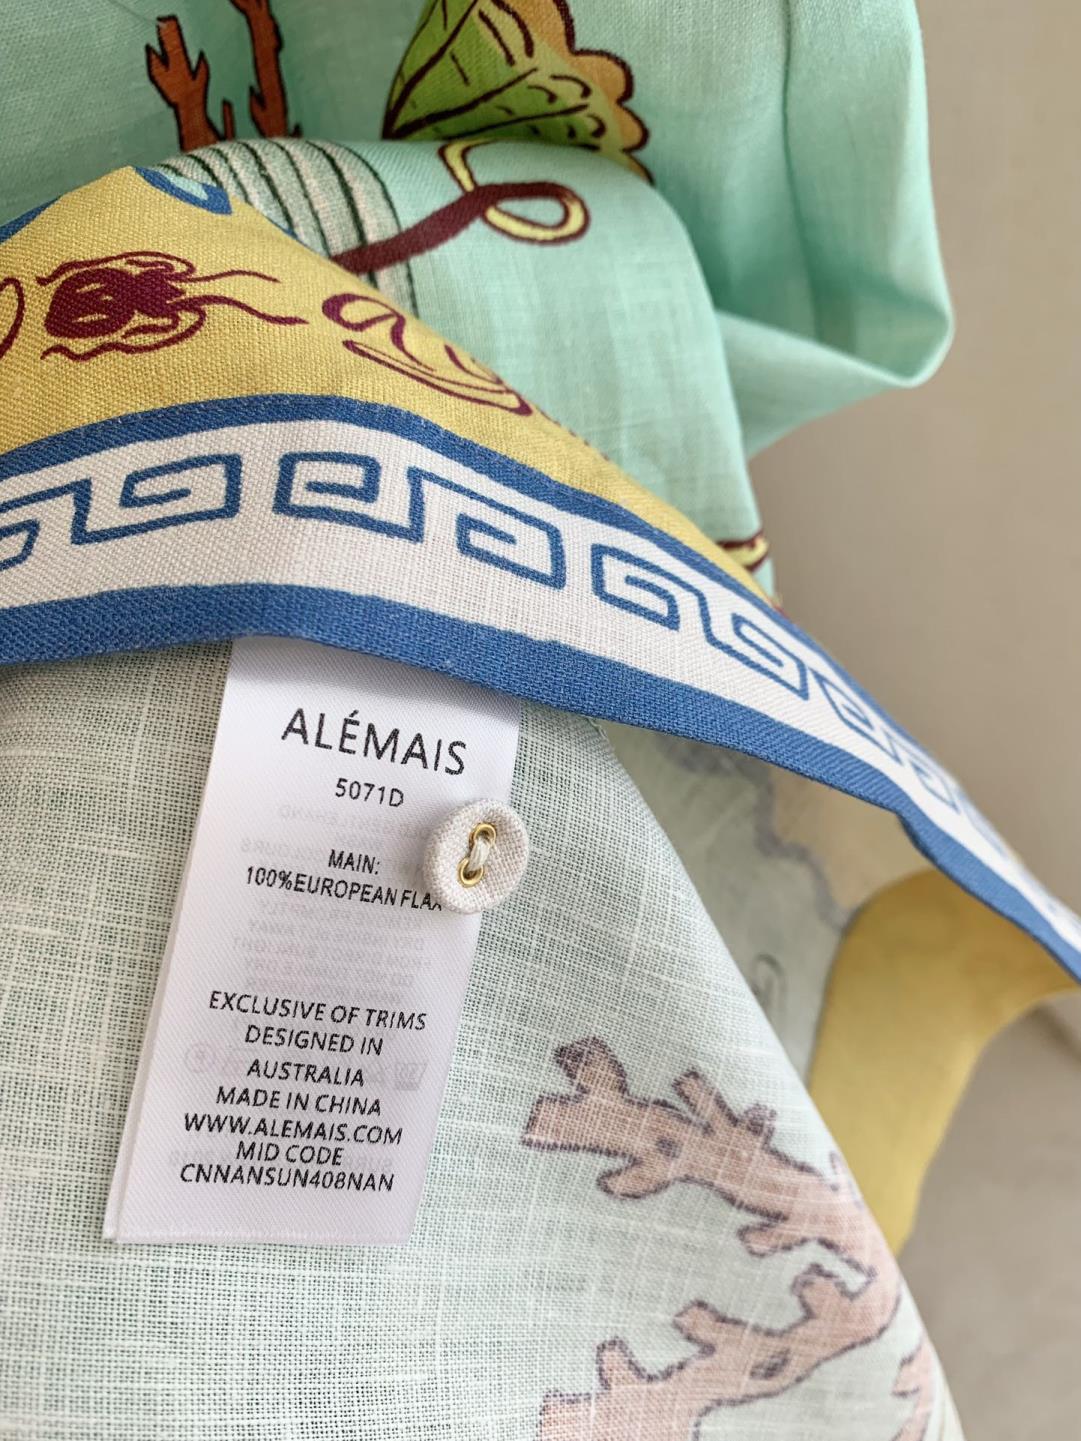 ALÉMAIS
5071D
MAIN:
100%EUROPEAN FLAX
EXCLUSIVE OF TRIMS
DESIGNED IN
AUSTRALIA
MADE IN CHINA
WWW.ALEMAIS.COM
MID CODE
CNNANSUN408NAN